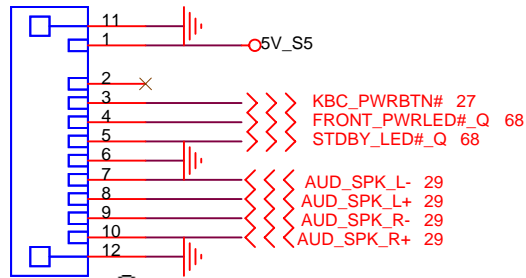 11
1 5V_S5
2
3 KBC_PWRBTN# 27
4 FRONT_PWRLED#_Q 68
5 STDBY_LED#_Q 68
6
7 AUD_SPK_L- 29
8 AUD_SPK_L+ 29
9 AUD_SPK_R- 29
10 AUD_SPK_R+ 29
12